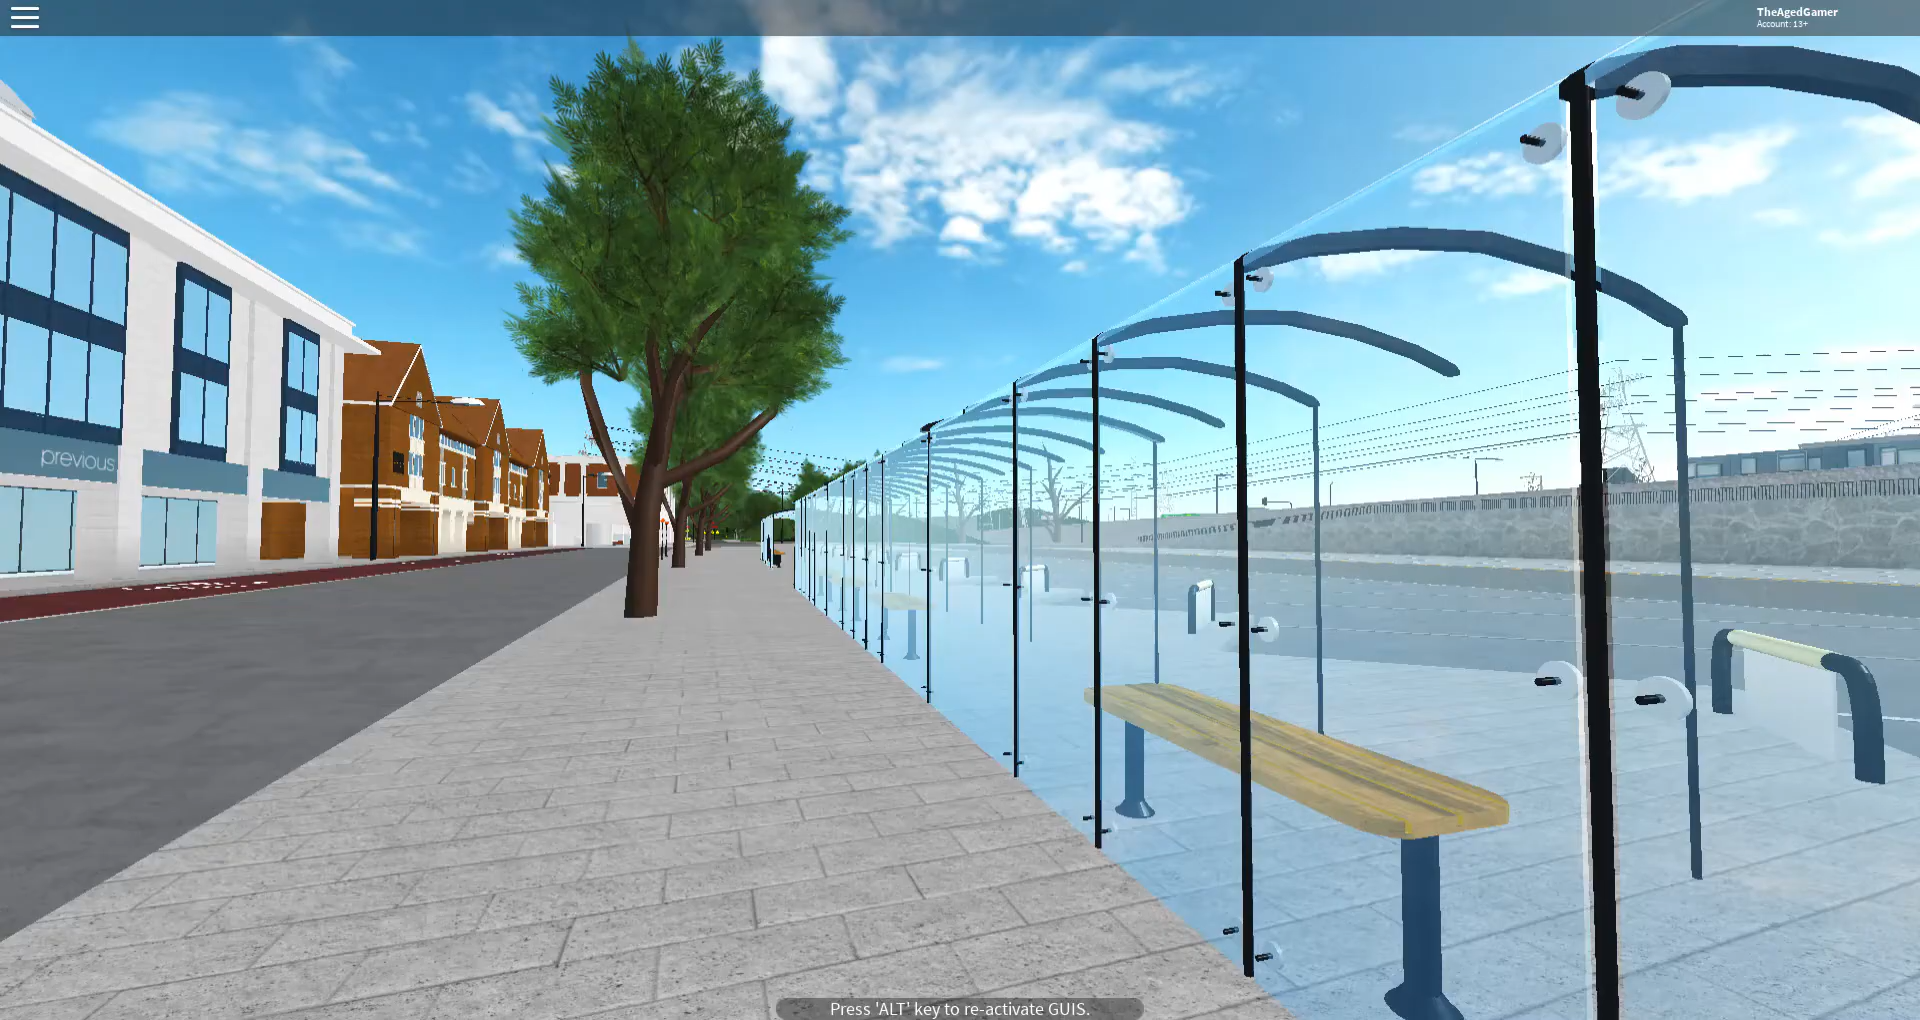 TheAgedGamer
Account: 13+
previous
Press 'ALT' key to re-activate GUIS.